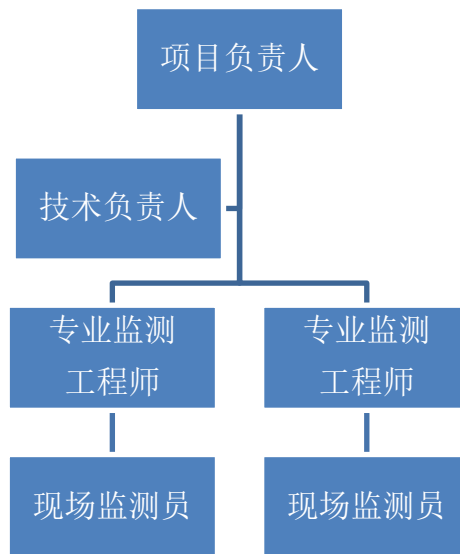 项目负责人
技术负责人
专业监测
工程师
专业监测
工程师
现场监测员
现场监测员